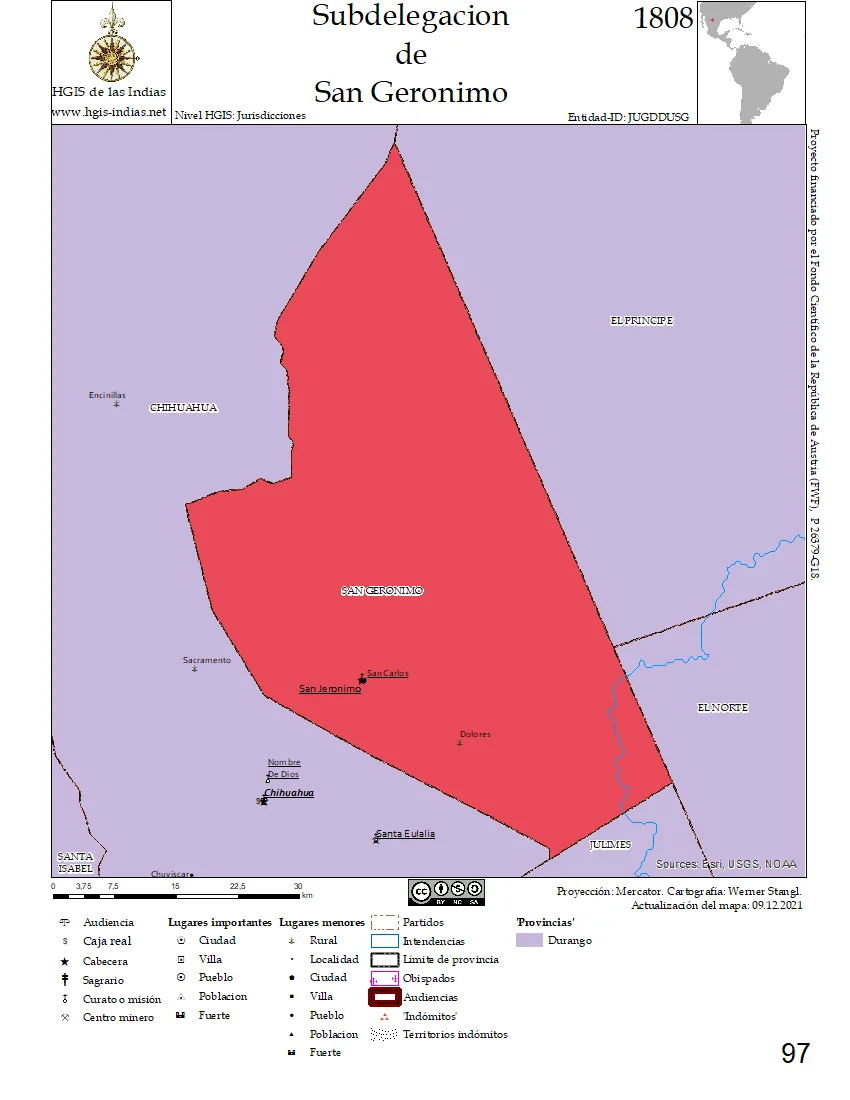 Subdelegacion
de
San Geronimo
1808
HGIS de las Indias
www.hgis-indias.net
Nivel HGIS: Jurisdicciones
Entidad-ID: JUGDDUSG
Proyecto financiado por el Fondo Científico de la República de Austria (FWF), P 26379-G18.
EL PRINCIPE
Encinillas
CHIHUAHUA
SAN GERONIMO
Sacramento
San Carlos
San Jeronimo
EL NORTE
Dolores
Nombre
De Dios
Chihuahua
Santa Eulalia
JULIMES
SANTA
ISABEL
Chuviscar
Sources: Esri, USGS, NOAA
0 3,75 7,5 15 22,5 30
km
CC BY NC SA
Proyección: Mercator. Cartografía: Werner Stangl.
Actualización del mapa: 09.12.2021
Audiencia
Caja real
Cabecera
Sagrario
Curato o misión
Centro minero
Lugares importantes
Ciudad
Villa
Pueblo
Poblacion
Fuerte
Lugares menores
Rural
Localidad
Ciudad
Villa
Pueblo
Poblacion
Fuerte
Partidos
Intendencias
Límite de provincia
Obispados
Audiencias
'Indómitos'
Territorios indómitos
'Provincias'
Durango
97